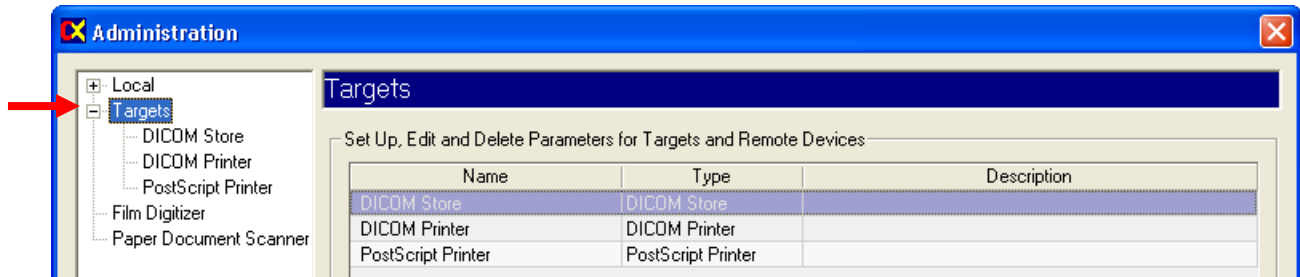 Administration
Local
Targets
DICOM Store
DICOM Printer
PostScript Printer
Film Digitizer
Paper Document Scanner
Targets
Set Up, Edit and Delete Parameters for Targets and Remote Devices
Name Type Description
DICOM Store DICOM Store
DICOM Printer DICOM Printer
PostScript Printer PostScript Printer